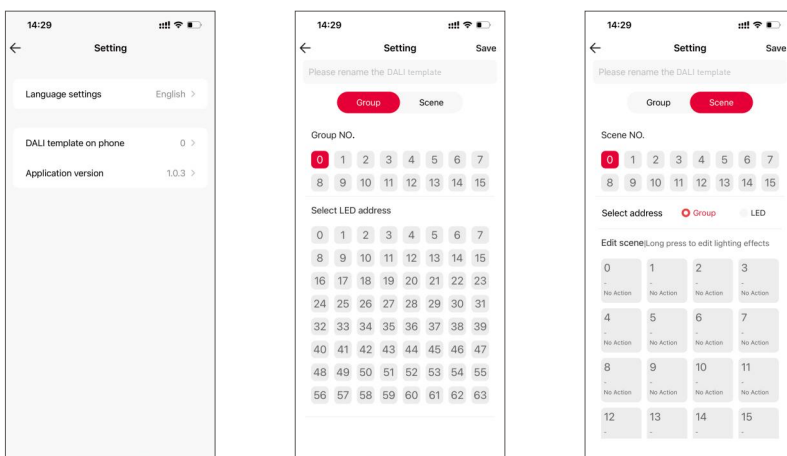 14:29
Setting
Language settings English >
DALI template on phone 0 >
Application version 1.0.3 >
14:29
Setting Save
Please rename the DALI template
Group Scene
Group NO.
0 1 2 3 4 5 6 7
8 9 10 11 12 13 14 15
Select LED address
0 1 2 3 4 5 6 7
8 9 10 11 12 13 14 15
16 17 18 19 20 21 22 23
24 25 26 27 28 29 30 31
32 33 34 35 36 37 38 39
40 41 42 43 44 45 46 47
48 49 50 51 52 53 54 55
56 57 58 59 60 61 62 63
14:29
Setting Save
Please rename the DALI template
Group Scene
Scene NO.
0 1 2 3 4 5 6 7
8 9 10 11 12 13 14 15
Select address Group LED
Edit scene|Long press to edit lighting effects
0 1 2 3
- - - -
No Action No Action No Action No Action
4 5 6 7
- - - -
No Action No Action No Action No Action
8 9 10 11
- - - -
No Action No Action No Action No Action
12 13 14 15
- - - -